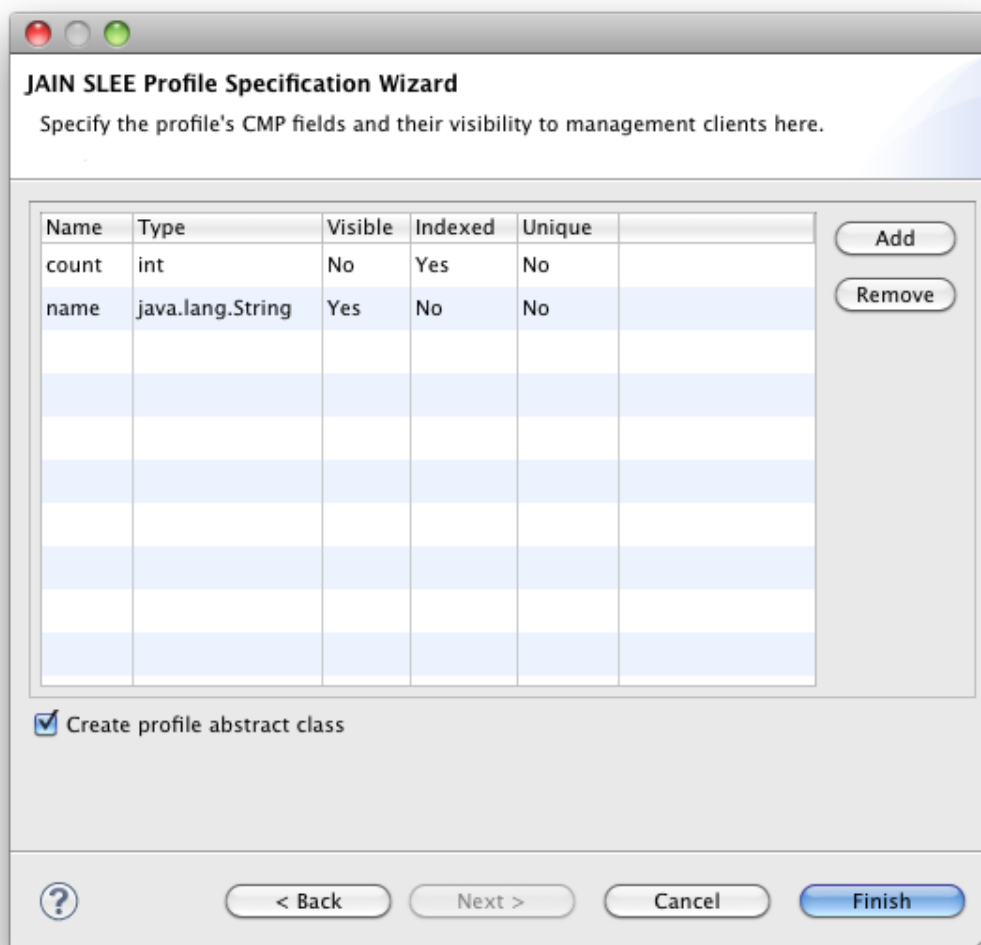 JAIN SLEE Profile Specification Wizard
Specify the profile's CMP fields and their visibility to management clients here.
Name Type Visible Indexed Unique
count int No Yes No
name java.lang.String Yes No No
Add
Remove
Create profile abstract class
?
< Back Next > Cancel Finish